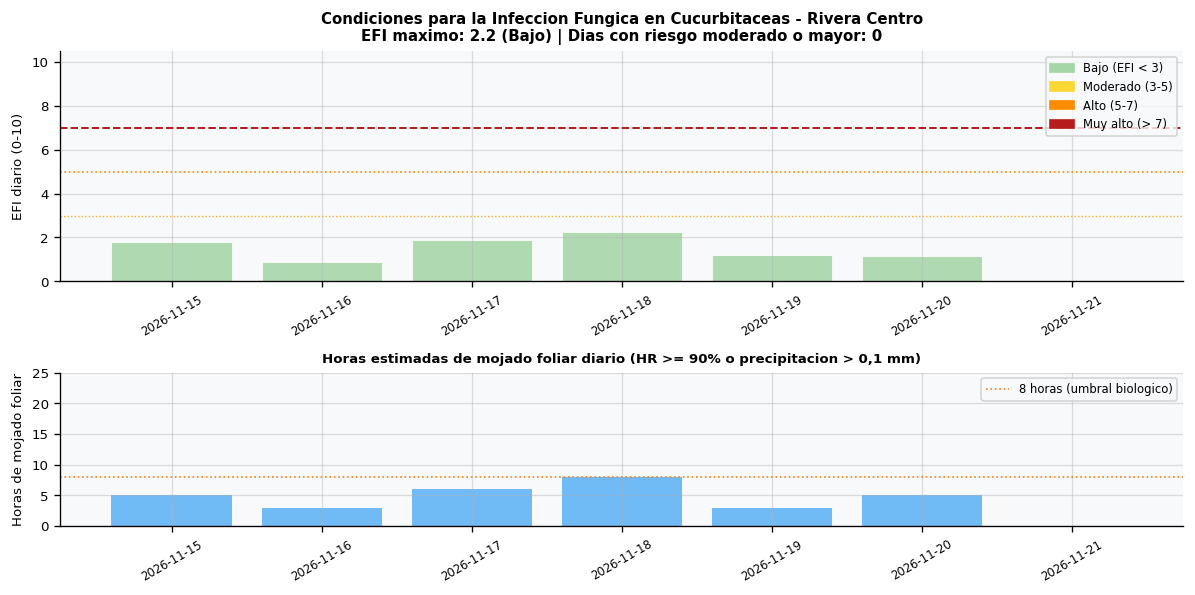 Condiciones para la Infeccion Fungica en Cucurbitaceas - Rivera Centro
EFI maximo: 2.2 (Bajo) | Dias con riesgo moderado o mayor: 0
EFI diario (0-10)
10
8
6
4
2
0
Bajo (EFI < 3)
Moderado (3-5)
Alto (5-7)
Muy alto (> 7)
2026-11-15
2026-11-16
2026-11-17
2026-11-18
2026-11-19
2026-11-20
2026-11-21
Horas estimadas de mojado foliar diario (HR >= 90% o precipitacion > 0,1 mm)
Horas de mojado foliar
25
20
15
10
5
0
8 horas (umbral biologico)
2026-11-15
2026-11-16
2026-11-17
2026-11-18
2026-11-19
2026-11-20
2026-11-21